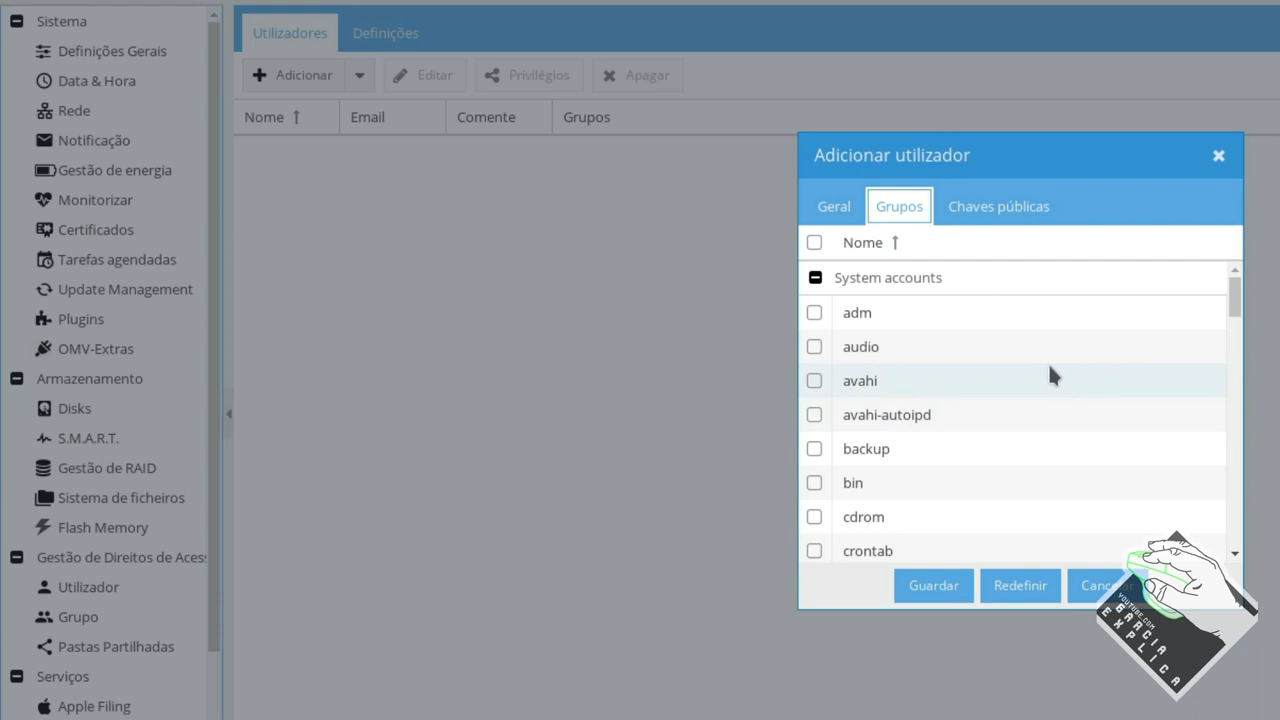 Sistema
Definições Gerais
Data & Hora
Rede
Notificação
Gestão de energia
Monitorizar
Certificados
Tarefas agendadas
Update Management
Plugins
OMV-Extras
Armazenamento
Disks
S.M.A.R.T.
Gestão de RAID
Sistema de ficheiros
Flash Memory
Gestão de Direitos de Aces
Utilizador
Grupo
Pastas Partilhadas
Serviços
Apple Filing
Utilizadores Definições
Adicionar Editar Privilégios Apagar
Nome Email Comente Grupos
Adicionar utilizador
Geral Grupos Chaves públicas
Nome
System accounts
adm
audio
avahi
avahi-autoipd
backup
bin
cdrom
crontab
Guardar Redefinir Cancelar
YOUTUBE.COM
GARCIA
EXPLICA